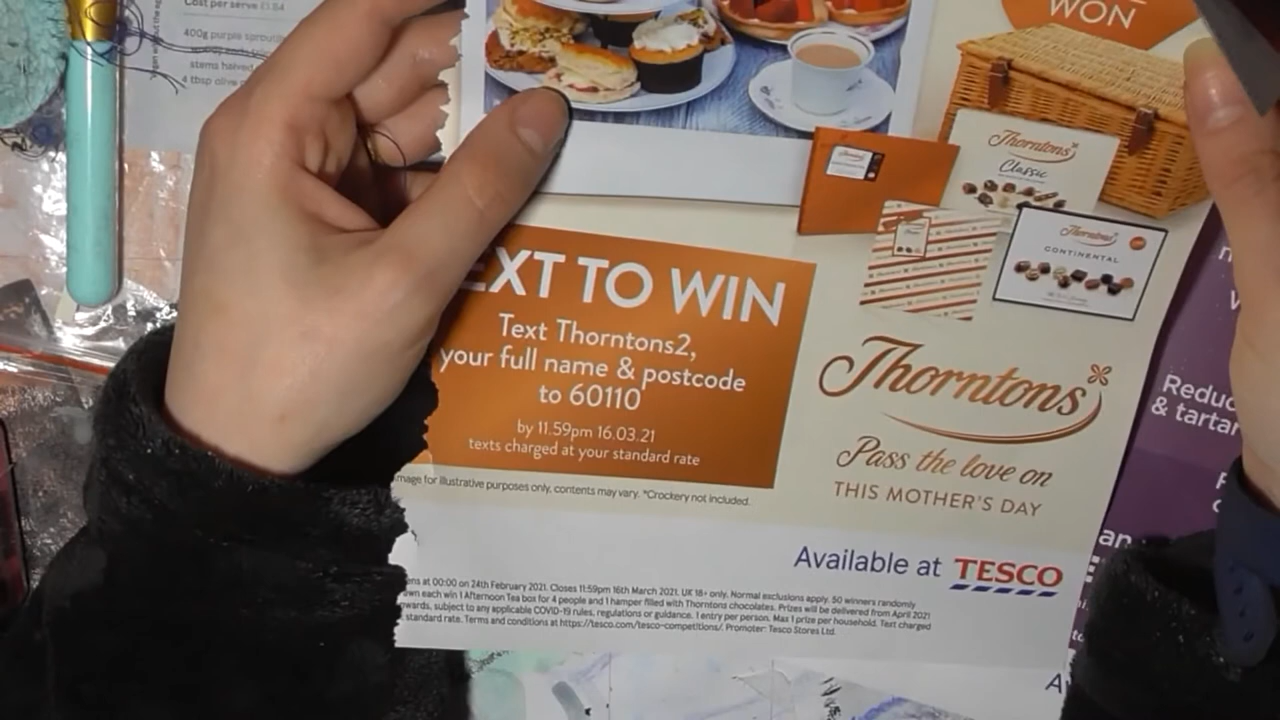 Cost per serve £1.84
400g purple sprouting
stems halved
4 tbsp olive
WON
Thorntons
Classic
Thorntons
CONTINENTAL
EXT TO WIN
Text Thorntons2,
your full name & postcode
to 60110
by 11.59pm 16.03.21
texts charged at your standard rate
Thorntons
Pass the love on
THIS MOTHER'S DAY
mage for illustrative purposes only, contents may vary. *Crockery not included.
Available at TESCO
ens at 00:00 on 24th February 2021. Closes 11:59pm 16th March 2021. UK 18+ only. Normal exclusions apply. 50 winners randomly
awn each win 1 Afternoon Tea box for 4 people and 1 hamper filled with Thorntons chocolates. Prizes will be delivered from April 2021
wards, subject to any applicable COVID-19 rules, regulations or guidance. 1 entry per person. Max 1 prize per household. Text charged
standard rate. Terms and conditions at https://tesco.com/tesco-competitions/. Promoter: Tesco Stores Ltd.
Reduc
& tartar
an